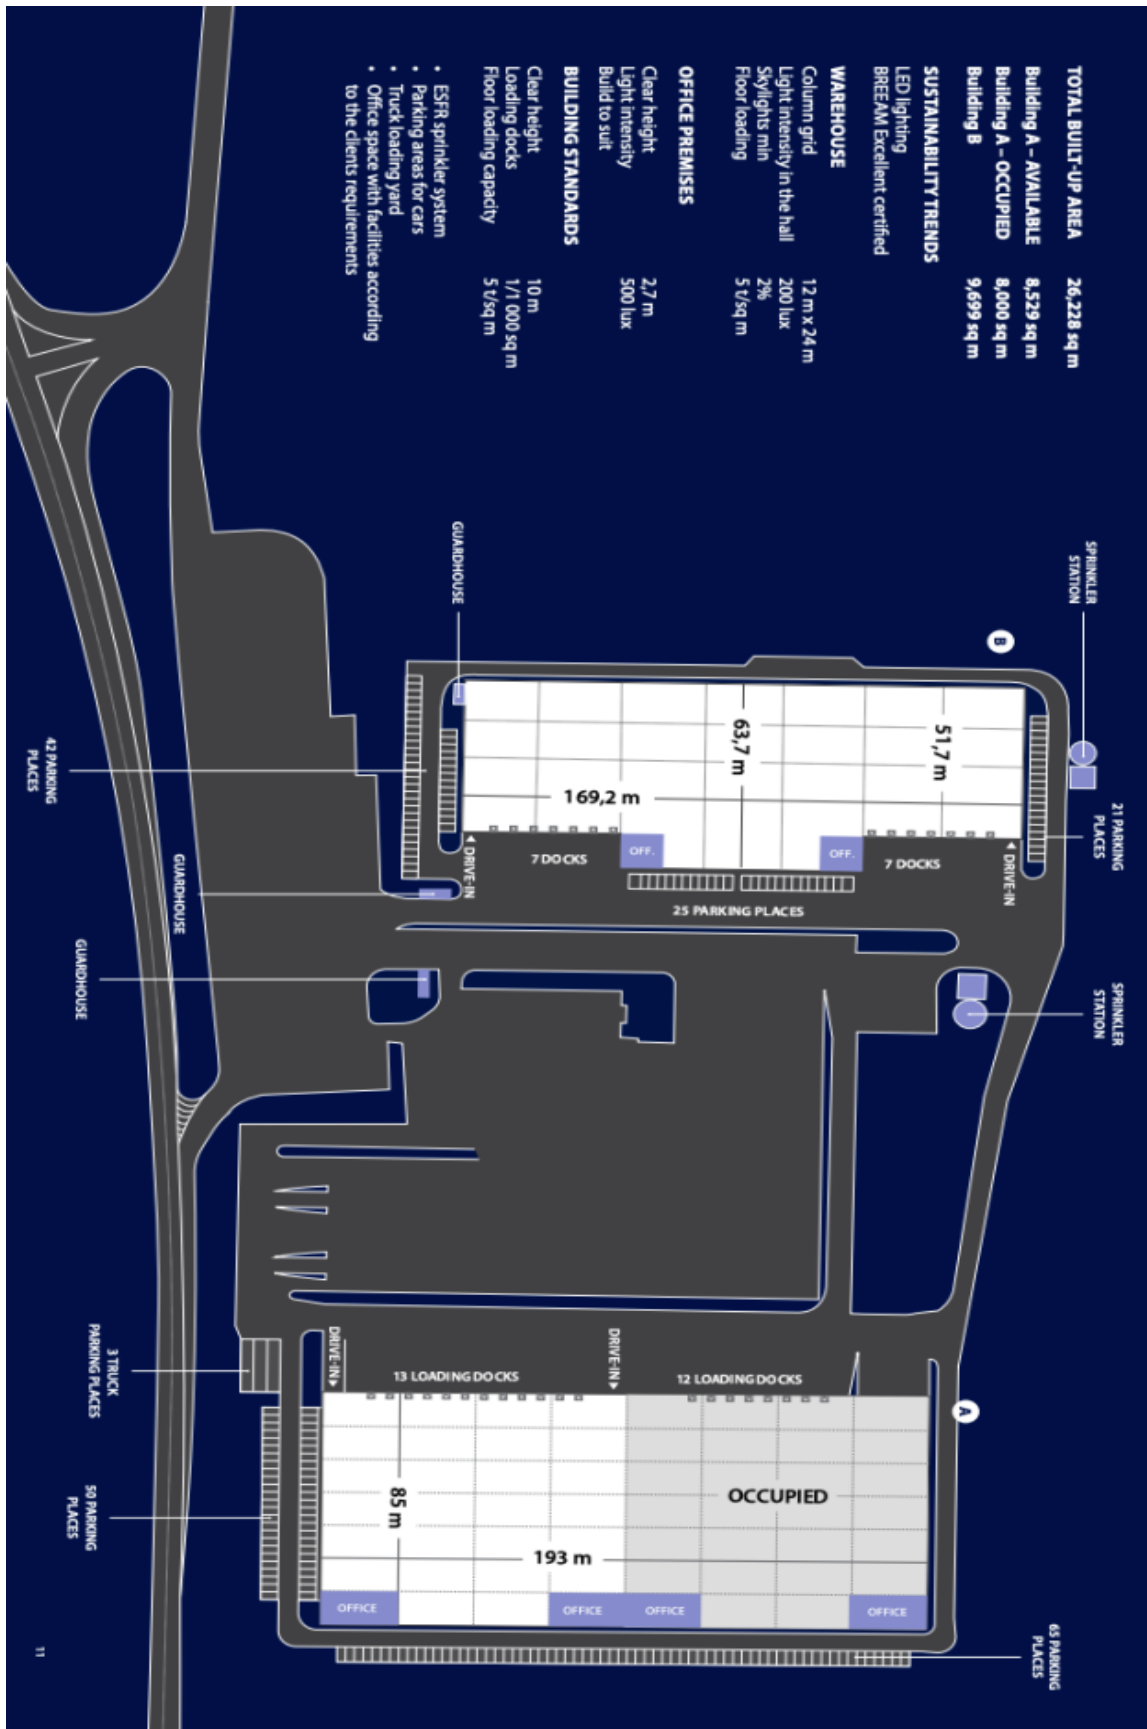 TOTAL BUILT-UP AREA 26,228 sq m
Building A – AVAILABLE 8,529 sq m
Building A – OCCUPIED 8,000 sq m
Building B 9,699 sq m
SUSTAINABILITY TRENDS
LED lighting
BREEAM Excellent certified
WAREHOUSE
Column grid 12 m x 24 m
Light intensity in the hall 200 lux
Skylights min 2%
Floor loading 5 t/sq m
OFFICE PREMISES
Clear height 2,7 m
Light intensity 500 lux
Build to suit
BUILDING STANDARDS
Clear height 10 m
Loading docks 1/1 000 sq m
Floor loading capacity 5 t/sq m
• ESFR sprinkler system
• Parking areas for cars
• Truck loading yard
• Office space with facilities according
to the clients requirements
SPRINKLER
STATION
B
GUARDHOUSE
51,7 m
63,7 m
169,2 m
21 PARKING
PLACES
42 PARKING
PLACES
DRIVE-IN
7 DOCKS
OFF.
OFF.
7 DOCKS
DRIVE-IN
25 PARKING PLACES
GUARDHOUSE
GUARDHOUSE
SPRINKLER
STATION
3 TRUCK
PARKING PLACES
DRIVE-IN
13 LOADING DOCKS
DRIVE-IN
12 LOADING DOCKS
A
85 m
OCCUPIED
193 m
50 PARKING
PLACES
OFFICE
OFFICE
OFFICE
OFFICE
65 PARKING
PLACES
11